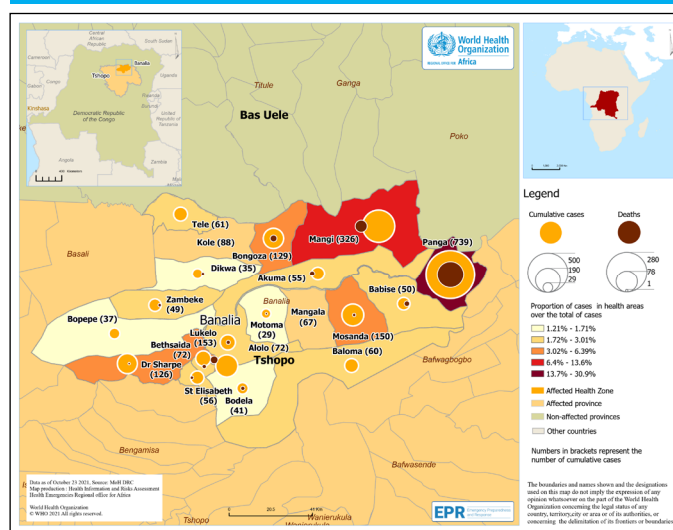 Central
African
Republic
South Sudan
Cameroon
Banalia
Tshopo
Uganda
Gabon
Congo
Rwanda
Burundi
Kinshasa
Democratic Republic
of the Congo
United
Republic of
Tanzania
Angola
Zambia
World Health
Organization
REGIONAL OFFICE FOR Africa
Titule
Ganga
Bas Uele
Poko
Tele (61)
Kole (88)
Bongoza
(129)
Mangi (326)
Panga (739)
Basali
Dikwa (35)
Akuma (55)
Babise (50)
Zambeke
(49)
Banalia
Mangala
(67)
Bopepe (37)
Banalia
Motoma
(29)
Lukelo
(153)
Mosanda (150)
Bethsaida
(72)
Alolo (72)
Baloma (60)
Tshopo
Dr Sharpe
(126)
Bafwagbogbo
St Elisabeth
(56)
Bodela
(41)
Bengamisa
Bafwasende
Tshopo
Wanierukula
Data as of October 23 2021, Source: MoH DRC
Map production : Health Information and Risks Assessment
Health Emergencies Regional office for Africa
World Health Organization
© WHO 2021 All rights reserved.
EPR
Emergency Preparedness
and Response
Legend
Cumulative cases
Deaths
500
190
29
280
78
1
Proportion of cases in health areas
over the total of cases
1.21% - 1.71%
1.72% - 3.01%
3.02% - 6.39%
6.4% - 13.6%
13.7% - 30.9%
Affected Health Zone
Affected province
Non-affected provinces
Other countries
Numbers in brackets represent the
number of cumulative cases
The boundaries and names shown and the designations
used on this map do not imply the expression of any
opinion whatsoever on the part of the World Health
Organization concerning the legal status of any
country, territory,city or area or of its authorities, or
concerning the delimitation of its frontiers or boundaries